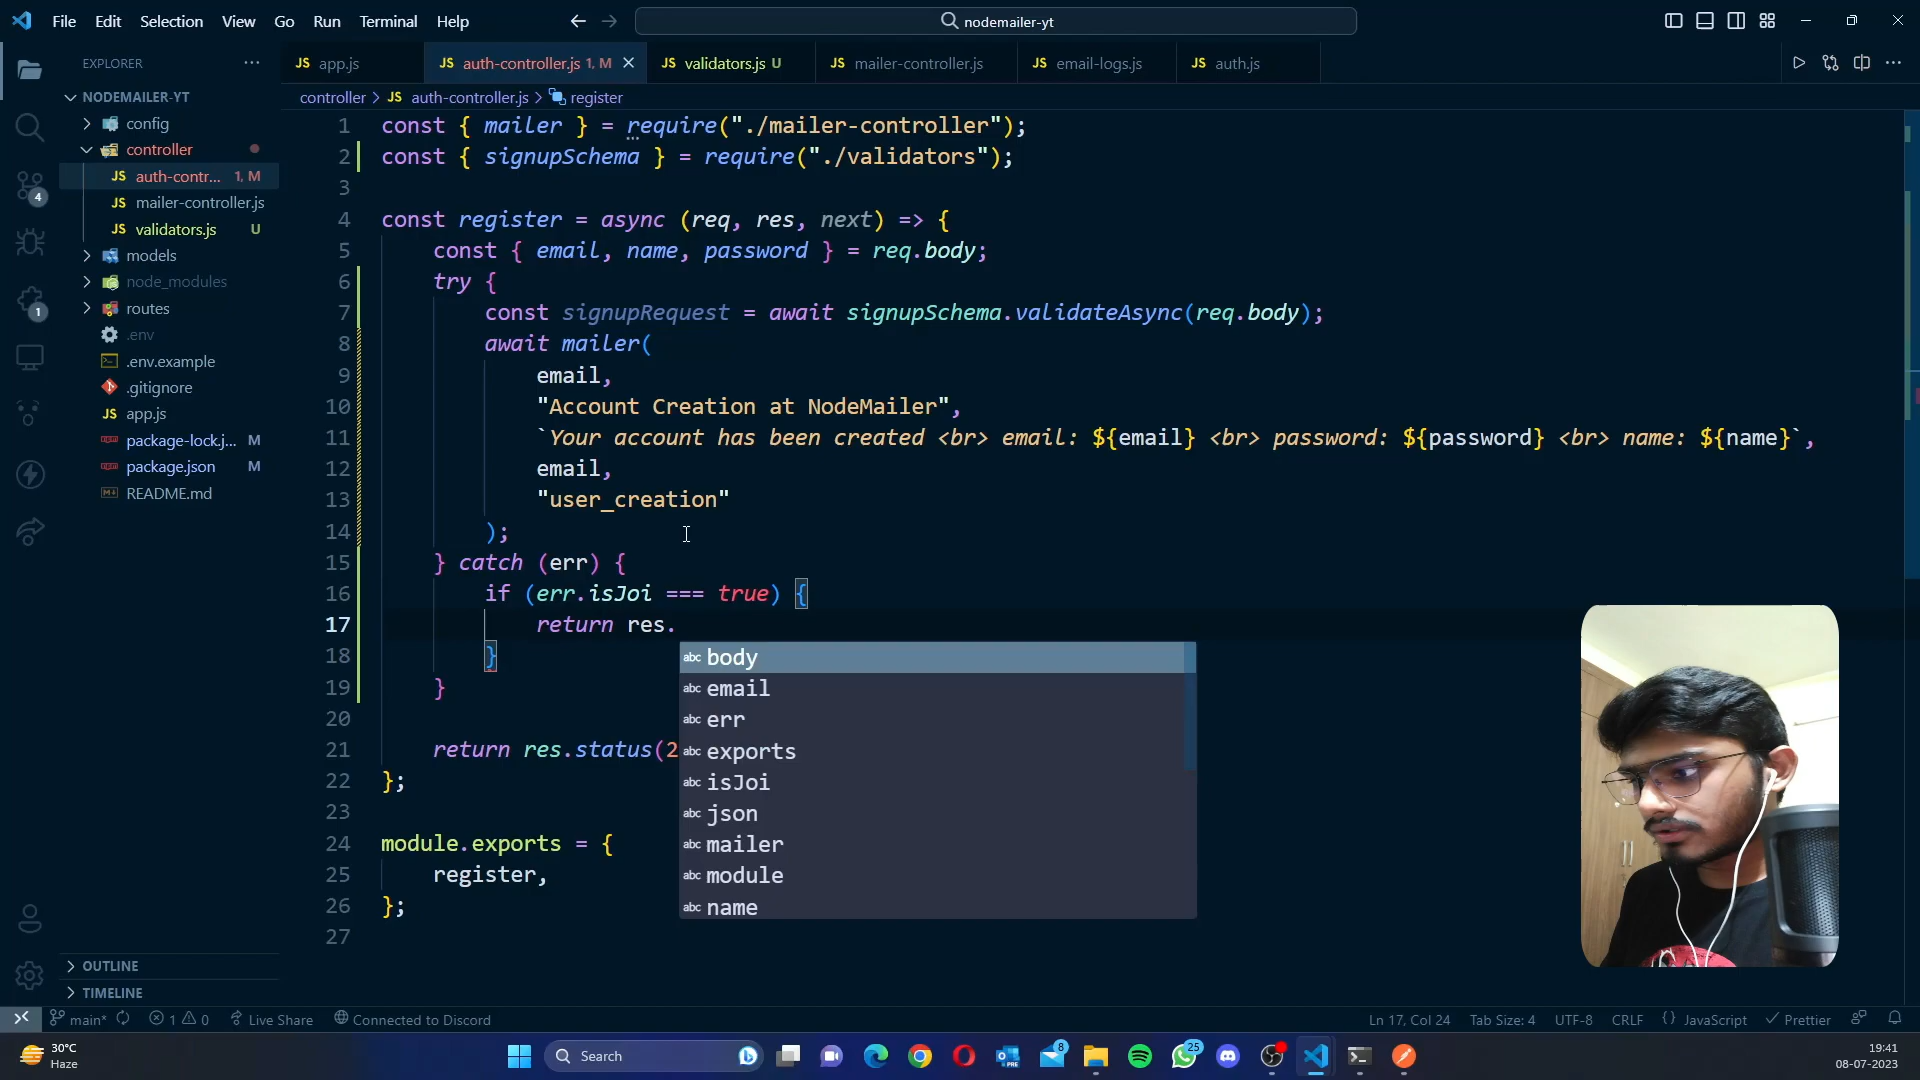 File Edit Selection View Go Run Terminal Help
nodemailer-yt
EXPLORER
JS app.js
JS auth-controller.js 1, M
JS validators.js U
JS mailer-controller.js
JS email-logs.js
JS auth.js
controller > JS auth-controller.js > register
NODEMAILER-YT
config
controller
JS auth-contr... 1, M
JS mailer-controller.js
JS validators.js U
models
node_modules
routes
.env
.env.example
.gitignore
JS app.js
package-lock.j... M
package.json M
README.md
OUTLINE
TIMELINE
4
1
1 const { mailer } = require("./mailer-controller");
2 const { signupSchema } = require("./validators");
3
4 const register = async (req, res, next) => {
5 const { email, name, password } = req.body;
6 try {
7 const signupRequest = await signupSchema.validateAsync(req.body);
8 await mailer(
9 email,
10 "Account Creation at NodeMailer",
11 `Your account has been created <br> email: ${email} <br> password: ${password} <br> name: ${name}`,
12 email,
13 "user_creation"
14 );
15 } catch (err) {
16 if (err.isJoi === true) {
17 return res.
18 }
19 }
20
21 return res.status(2
22 };
23
24 module.exports = {
25 register,
26 };
27
abc body
abc email
abc err
abc exports
abc isJoi
abc json
abc mailer
abc module
abc name
main* 1 0 Live Share Connected to Discord
Ln 17, Col 24 Tab Size: 4 UTF-8 CRLF {} JavaScript Prettier
30°C
Haze
Search
PRE
8
25
19:41
08-07-2023